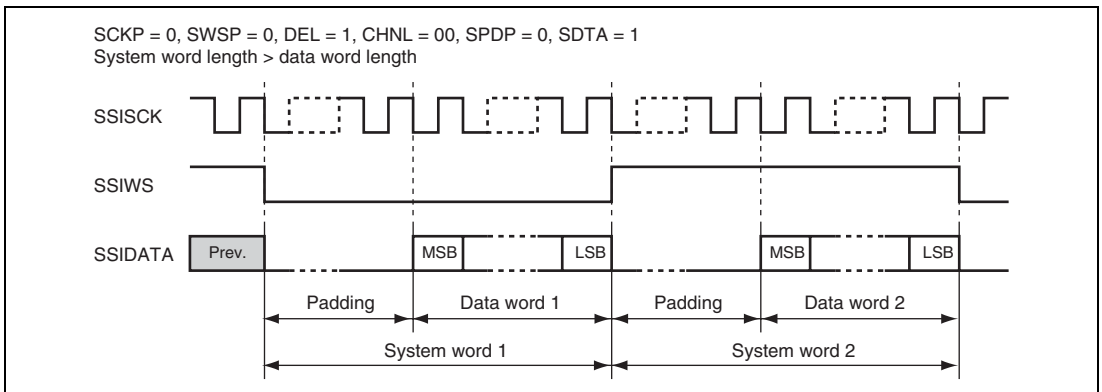 SCKP = 0, SWSP = 0, DEL = 1, CHNL = 00, SPDP = 0, SDTA = 1
System word length > data word length
SSISCK
SSIWS
SSIDATA Prev. MSB LSB MSB LSB
Padding Data word 1 Padding Data word 2
System word 1 System word 2